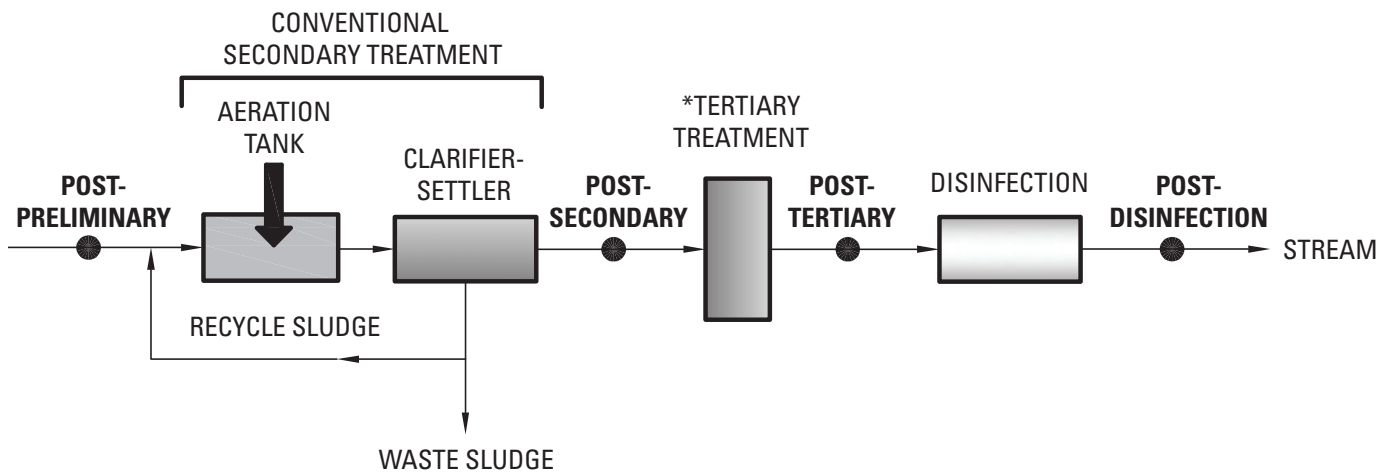 CONVENTIONAL
SECONDARY TREATMENT
AERATION
TANK
CLARIFIER-
SETTLER
*TERTIARY
TREATMENT
DISINFECTION
POST-
PRELIMINARY
POST-
SECONDARY
POST-
TERTIARY
POST-
DISINFECTION
STREAM
RECYCLE SLUDGE
WASTE SLUDGE